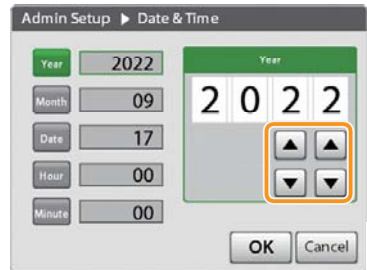 Admin Setup ▶ Date & Time
Year 2022
Month 09
Date 17
Hour 00
Minute 00
Year
2 0 2 2
OK Cancel